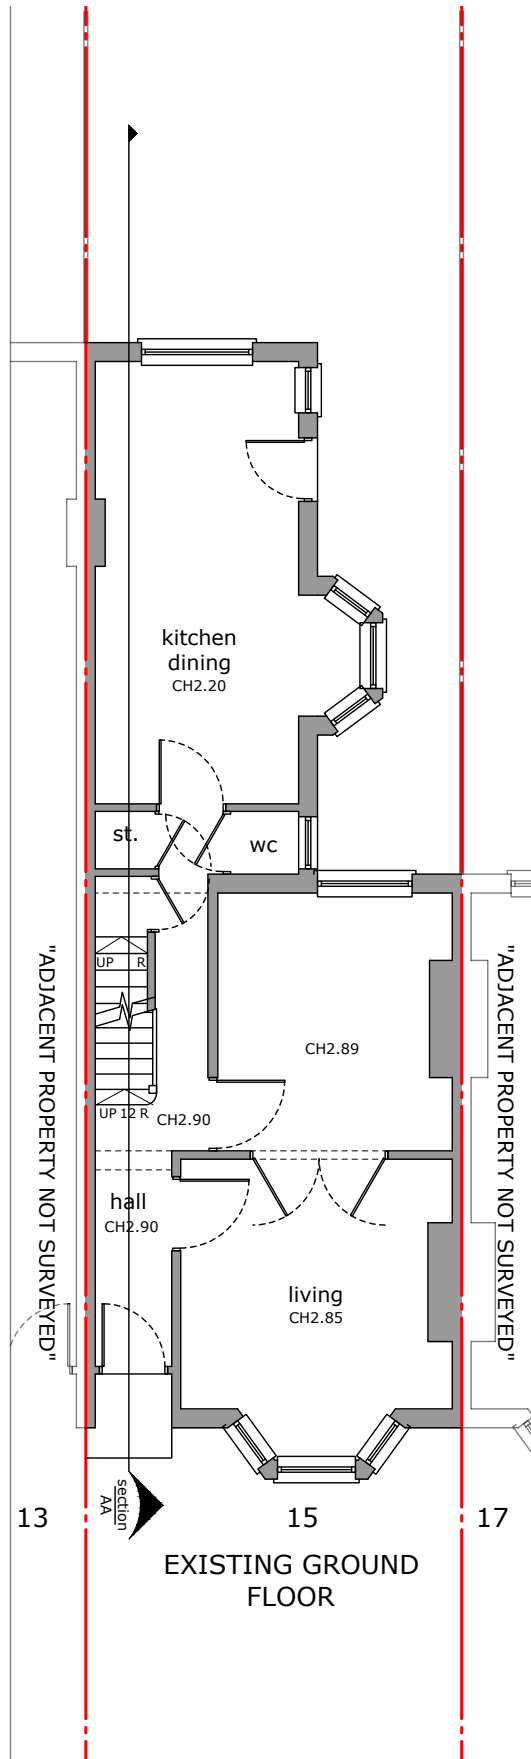 kitchen
dining
CH2.20
st.
wc
UP R
CH2.89
UP 12 R
CH2.90
"ADJACENT PROPERTY NOT SURVEYED"
"ADJACENT PROPERTY NOT SURVEYED"
hall
CH2.90
living
CH2.85
section
AA
13
15
17
EXISTING GROUND
FLOOR